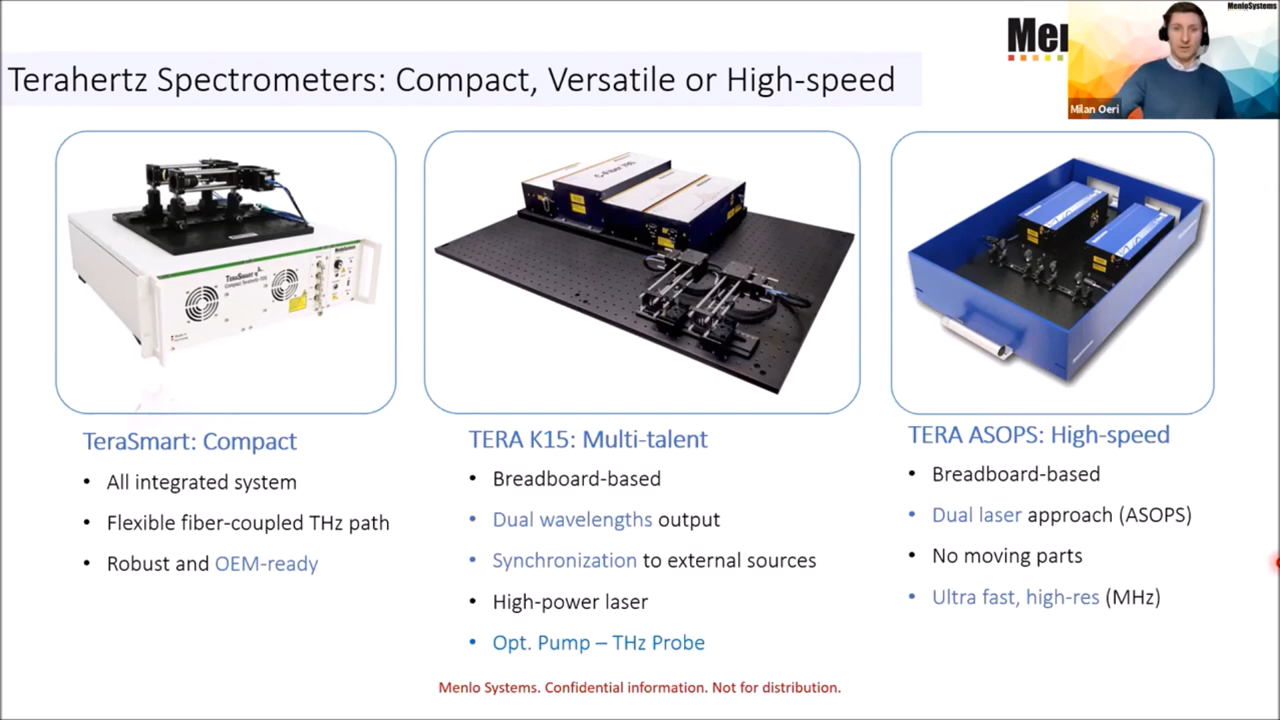 Terahertz Spectrometers: Compact, Versatile or High-speed
MenloSystems
Milan Oeri
TeraSmart: Compact
• All integrated system
• Flexible fiber-coupled THz path
• Robust and OEM-ready
TERA K15: Multi-talent
• Breadboard-based
• Dual wavelengths output
• Synchronization to external sources
• High-power laser
• Opt. Pump – THz Probe
TERA ASOPS: High-speed
• Breadboard-based
• Dual laser approach (ASOPS)
• No moving parts
• Ultra fast, high-res (MHz)
Menlo Systems. Confidential information. Not for distribution.